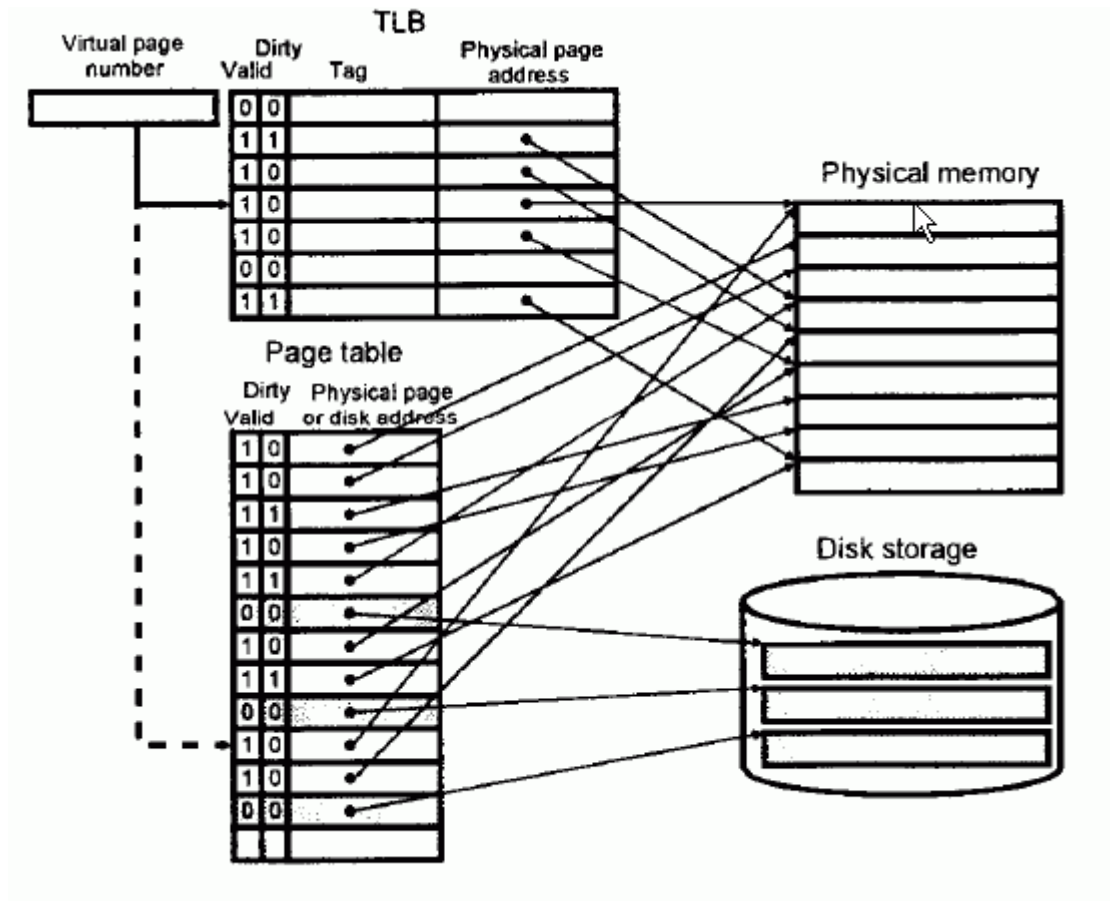 TLB
Virtual page
number
Dirty
Valid
Tag
Physical page
address
0 0
1 1
1 0
1 0
1 0
0 0
1 1
Physical memory
Page table
Dirty
Valid
Physical page
or disk address
1 0
1 0
1 1
1 0
1 1
0 0
1 0
1 1
0 0
1 0
1 0
0 0
Disk storage